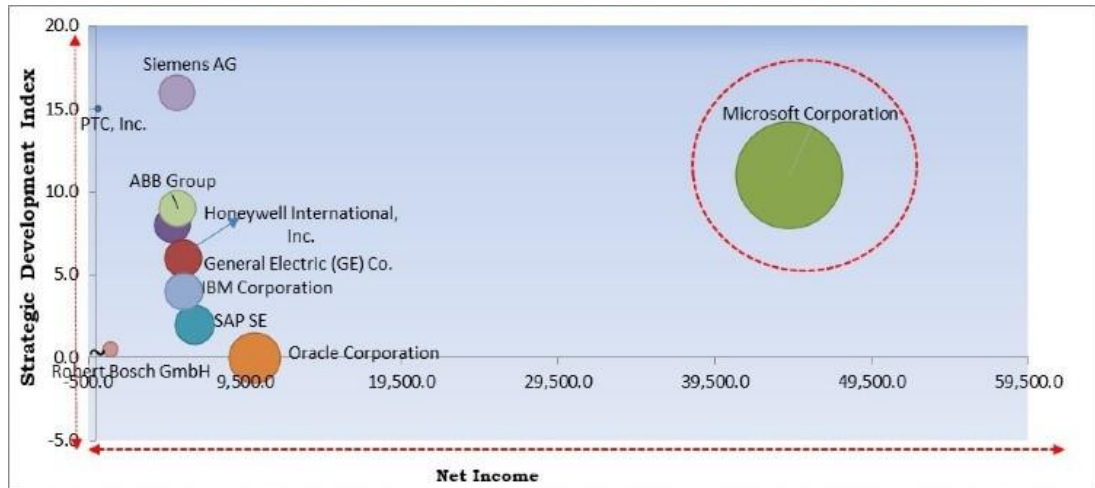 20.0
Siemens AG
15.0
PTC, Inc.
Microsoft Corporation
ABB Group
10.0
Honeywell International,
Inc.
General Electric (GE) Co.
5.0
IBM Corporation
SAP SE
Oracle Corporation
0.0
Robert Bosch GmbH
-500.0
9,500.0
19,500.0
29,500.0
39,500.0
49,500.0
59,500.0
-5.0
Strategic Development Index
Net Income